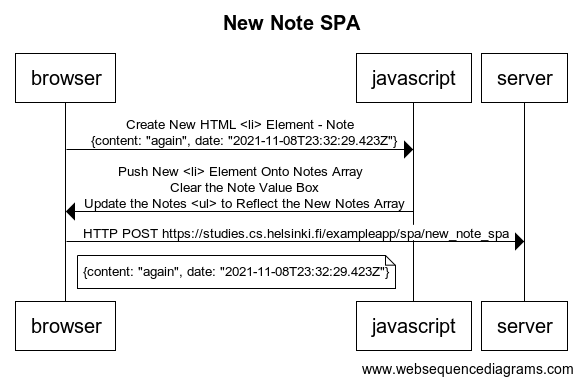 New Note SPA
browser
javascript
server
Create New HTML <li> Element - Note
{content: "again", date: "2021-11-08T23:32:29.423Z"}
Push New <li> Element Onto Notes Array
Clear the Note Value Box
Update the Notes <ul> to Reflect the New Notes Array
HTTP POST https://studies.cs.helsinki.fi/exampleapp/spa/new_note_spa
{content: "again", date: "2021-11-08T23:32:29.423Z"}
browser
javascript
server
www.websequencediagrams.com